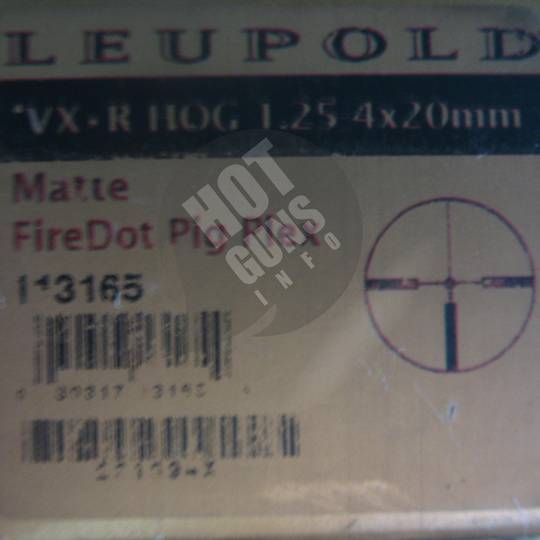 LEUPOLD
VX·R HOG 1.25-4x20mm
Matte
FireDot Pig Plex
113165
HOT
GUNS
INFO